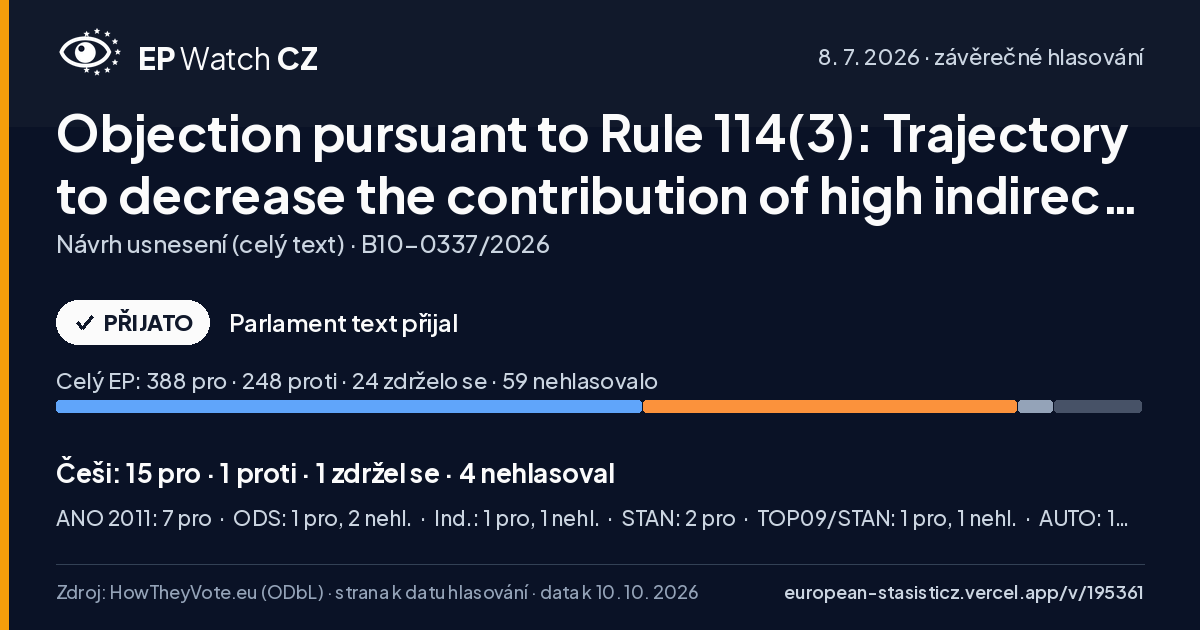 EP Watch CZ
8. 7. 2026 · závěrečné hlasování
Objection pursuant to Rule 114(3): Trajectory
to decrease the contribution of high indirec…
Návrh usnesení (celý text) · B10-0337/2026
✓ PŘIJATO
Parlament text přijal
Celý EP: 388 pro · 248 proti · 24 zdrželo se · 59 nehlasovalo
Češi: 15 pro · 1 proti · 1 zdržel se · 4 nehlasoval
ANO 2011: 7 pro · ODS: 1 pro, 2 nehl. · Ind.: 1 pro, 1 nehl. · STAN: 2 pro · TOP09/STAN: 1 pro, 1 nehl. · AUTO: 1…
Zdroj: HowTheyVote.eu (ODbL) · strana k datu hlasování · data k 10. 10. 2026
european-stasisticz.vercel.app/v/195361